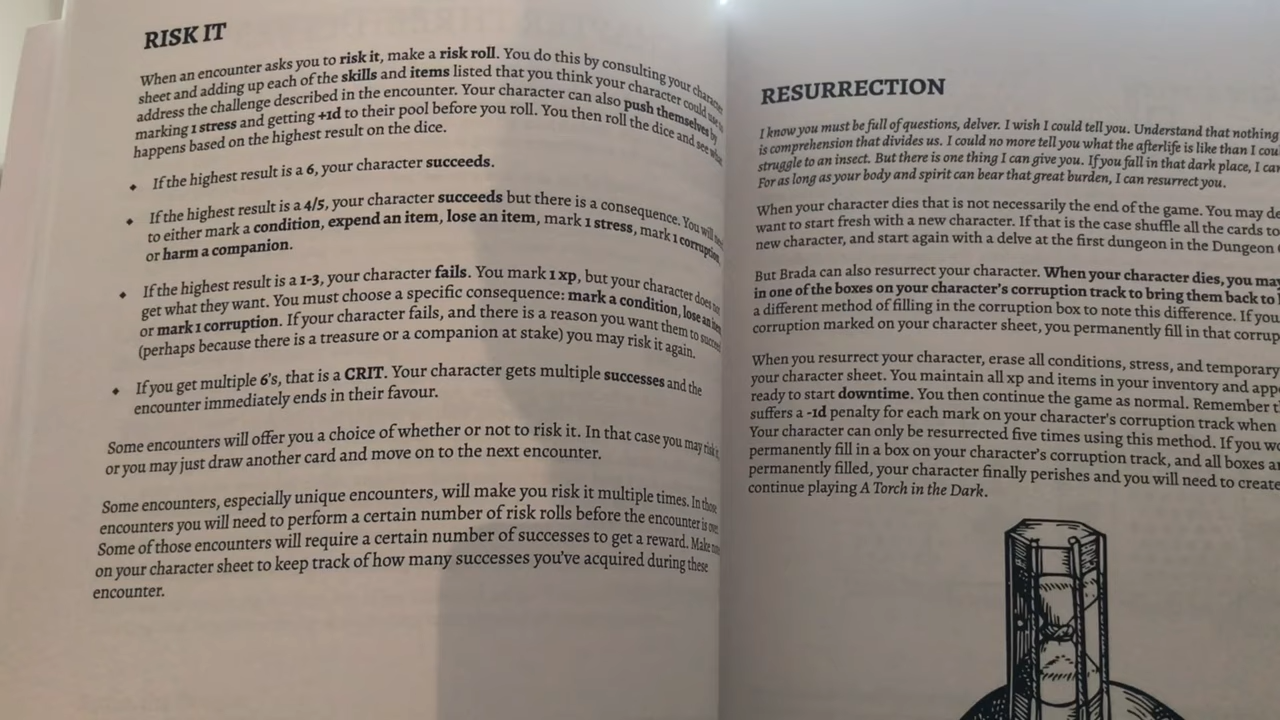 RISK IT
When an encounter asks you to risk it, make a risk roll. You do this by consulting your character
sheet and adding up each of the skills and items listed that you think your character could use to
address the challenge described in the encounter. Your character can also push themselves by
marking 1 stress and getting +1d to their pool before you roll. You then roll the dice and see what
happens based on the highest result on the dice.
• If the highest result is a 6, your character succeeds.
• If the highest result is a 4/5, your character succeeds but there is a consequence. You will need
to either mark a condition, expend an item, lose an item, mark 1 stress, mark 1 corruption,
or harm a companion.
• If the highest result is a 1-3, your character fails. You mark 1 xp, but your character does not
get what they want. You must choose a specific consequence: mark a condition, lose an item
or mark 1 corruption. If your character fails, and there is a reason you want them to succeed
(perhaps because there is a treasure or a companion at stake) you may risk it again.
• If you get multiple 6's, that is a CRIT. Your character gets multiple successes and the
encounter immediately ends in their favour.
Some encounters will offer you a choice of whether or not to risk it. In that case you may risk it,
or you may just draw another card and move on to the next encounter.
Some encounters, especially unique encounters, will make you risk it multiple times. In those
encounters you will need to perform a certain number of risk rolls before the encounter is over.
Some of those encounters will require a certain number of successes to get a reward. Make note
on your character sheet to keep track of how many successes you've acquired during these
encounter.
RESURRECTION
I know you must be full of questions, delver. I wish I could tell you. Understand that nothing
is comprehension that divides us. I could no more tell you what the afterlife is like than I
struggle to an insect. But there is one thing I can give you. If you fall in that dark place, I
For as long as your body and spirit can bear that great burden, I can resurrect you.
When your character dies that is not necessarily the end of the game. You may
want to start fresh with a new character. If that is the case shuffle all the cards to
new character, and start again with a delve at the first dungeon in the Dungeon
But Brada can also resurrect your character. When your character dies, you may
in one of the boxes on your character's corruption track to bring them back to
a different method of filling in the corruption box to note this difference. If you
corruption marked on your character sheet, you permanently fill in that
When you resurrect your character, erase all conditions, stress, and temporary
your character sheet. You maintain all xp and items in your inventory and
ready to start downtime. You then continue the game as normal. Remember
suffers a -1d penalty for each mark on your character's corruption track when
Your character can only be resurrected five times using this method. If you
permanently fill in a box on your character's corruption track, and all boxes
permanently filled, your character finally perishes and you will need to create
continue playing A Torch in the Dark.